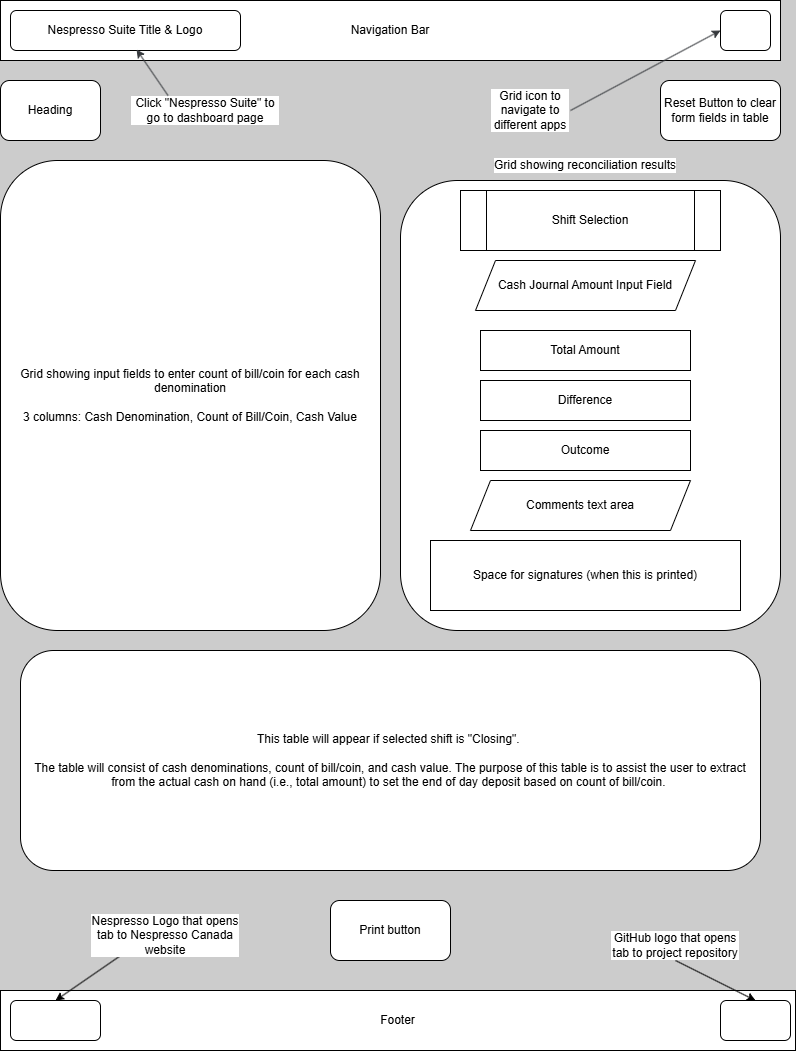 Nespresso Suite Title & Logo
Navigation Bar
Heading
Click "Nespresso Suite" to
go to dashboard page
Grid icon to
navigate to
different apps
Reset Button to clear
form fields in table
Grid showing reconciliation results
Shift Selection
Cash Journal Amount Input Field
Total Amount
Difference
Outcome
Comments text area
Space for signatures (when this is printed)
Grid showing input fields to enter count of bill/coin for each cash
denomination
3 columns: Cash Denomination, Count of Bill/Coin, Cash Value
This table will appear if selected shift is "Closing".
The table will consist of cash denominations, count of bill/coin, and cash value. The purpose of this table is to assist the user to extract
from the actual cash on hand (i.e., total amount) to set the end of day deposit based on count of bill/coin.
Nespresso Logo that opens
tab to Nespresso Canada
website
Print button
GitHub logo that opens
tab to project repository
Footer